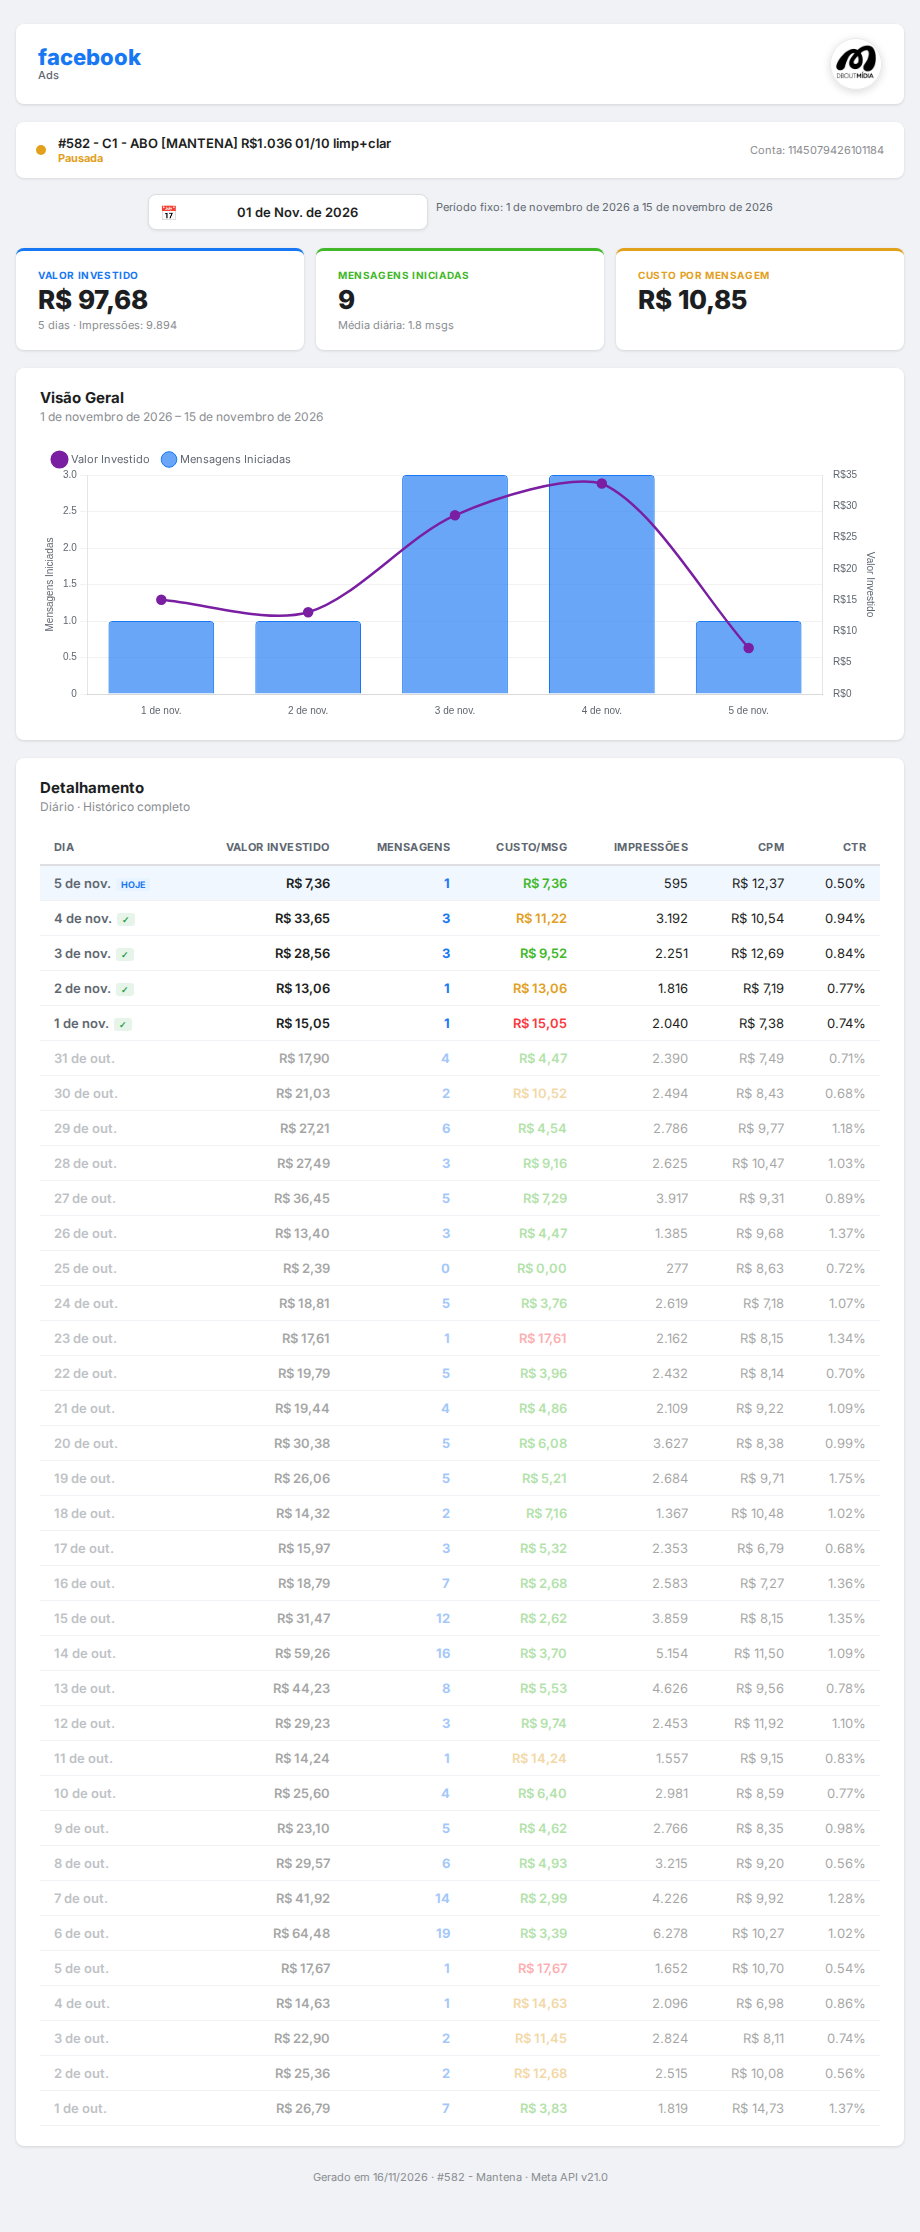 facebook
Ads
DBOUTMÍDIA
#582 - C1 - ABO [MANTENA] R$1.036 01/10 limp+clar
Pausada
Conta: 1145079426101184
01 de Nov. de 2026
Período fixo: 1 de novembro de 2026 a 15 de novembro de 2026
VALOR INVESTIDO
R$ 97,68
5 dias · Impressões: 9.894
MENSAGENS INICIADAS
9
Média diária: 1.8 msgs
CUSTO POR MENSAGEM
R$ 10,85
Visão Geral
1 de novembro de 2026 – 15 de novembro de 2026
Valor Investido Mensagens Iniciadas
3.0
2.5
2.0
1.5
1.0
0.5
0
Mensagens Iniciadas
R$35
R$30
R$25
R$20
R$15
R$10
R$5
R$0
Valor Investido
1 de nov. 2 de nov. 3 de nov. 4 de nov. 5 de nov.
Detalhamento
Diário · Histórico completo
DIA VALOR INVESTIDO MENSAGENS CUSTO/MSG IMPRESSÕES CPM CTR
5 de nov. HOJE R$ 7,36 1 R$ 7,36 595 R$ 12,37 0.50%
4 de nov. ✓ R$ 33,65 3 R$ 11,22 3.192 R$ 10,54 0.94%
3 de nov. ✓ R$ 28,56 3 R$ 9,52 2.251 R$ 12,69 0.84%
2 de nov. ✓ R$ 13,06 1 R$ 13,06 1.816 R$ 7,19 0.77%
1 de nov. ✓ R$ 15,05 1 R$ 15,05 2.040 R$ 7,38 0.74%
31 de out. R$ 17,90 4 R$ 4,47 2.390 R$ 7,49 0.71%
30 de out. R$ 21,03 2 R$ 10,52 2.494 R$ 8,43 0.68%
29 de out. R$ 27,21 6 R$ 4,54 2.786 R$ 9,77 1.18%
28 de out. R$ 27,49 3 R$ 9,16 2.625 R$ 10,47 1.03%
27 de out. R$ 36,45 5 R$ 7,29 3.917 R$ 9,31 0.89%
26 de out. R$ 13,40 3 R$ 4,47 1.385 R$ 9,68 1.37%
25 de out. R$ 2,39 0 R$ 0,00 277 R$ 8,63 0.72%
24 de out. R$ 18,81 5 R$ 3,76 2.619 R$ 7,18 1.07%
23 de out. R$ 17,61 1 R$ 17,61 2.162 R$ 8,15 1.34%
22 de out. R$ 19,79 5 R$ 3,96 2.432 R$ 8,14 0.70%
21 de out. R$ 19,44 4 R$ 4,86 2.109 R$ 9,22 1.09%
20 de out. R$ 30,38 5 R$ 6,08 3.627 R$ 8,38 0.99%
19 de out. R$ 26,06 5 R$ 5,21 2.684 R$ 9,71 1.75%
18 de out. R$ 14,32 2 R$ 7,16 1.367 R$ 10,48 1.02%
17 de out. R$ 15,97 3 R$ 5,32 2.353 R$ 6,79 0.68%
16 de out. R$ 18,79 7 R$ 2,68 2.583 R$ 7,27 1.36%
15 de out. R$ 31,47 12 R$ 2,62 3.859 R$ 8,15 1.35%
14 de out. R$ 59,26 16 R$ 3,70 5.154 R$ 11,50 1.09%
13 de out. R$ 44,23 8 R$ 5,53 4.626 R$ 9,56 0.78%
12 de out. R$ 29,23 3 R$ 9,74 2.453 R$ 11,92 1.10%
11 de out. R$ 14,24 1 R$ 14,24 1.557 R$ 9,15 0.83%
10 de out. R$ 25,60 4 R$ 6,40 2.981 R$ 8,59 0.77%
9 de out. R$ 23,10 5 R$ 4,62 2.766 R$ 8,35 0.98%
8 de out. R$ 29,57 6 R$ 4,93 3.215 R$ 9,20 0.56%
7 de out. R$ 41,92 14 R$ 2,99 4.226 R$ 9,92 1.28%
6 de out. R$ 64,48 19 R$ 3,39 6.278 R$ 10,27 1.02%
5 de out. R$ 17,67 1 R$ 17,67 1.652 R$ 10,70 0.54%
4 de out. R$ 14,63 1 R$ 14,63 2.096 R$ 6,98 0.86%
3 de out. R$ 22,90 2 R$ 11,45 2.824 R$ 8,11 0.74%
2 de out. R$ 25,36 2 R$ 12,68 2.515 R$ 10,08 0.56%
1 de out. R$ 26,79 7 R$ 3,83 1.819 R$ 14,73 1.37%
Gerado em 16/11/2026 · #582 - Mantena · Meta API v21.0